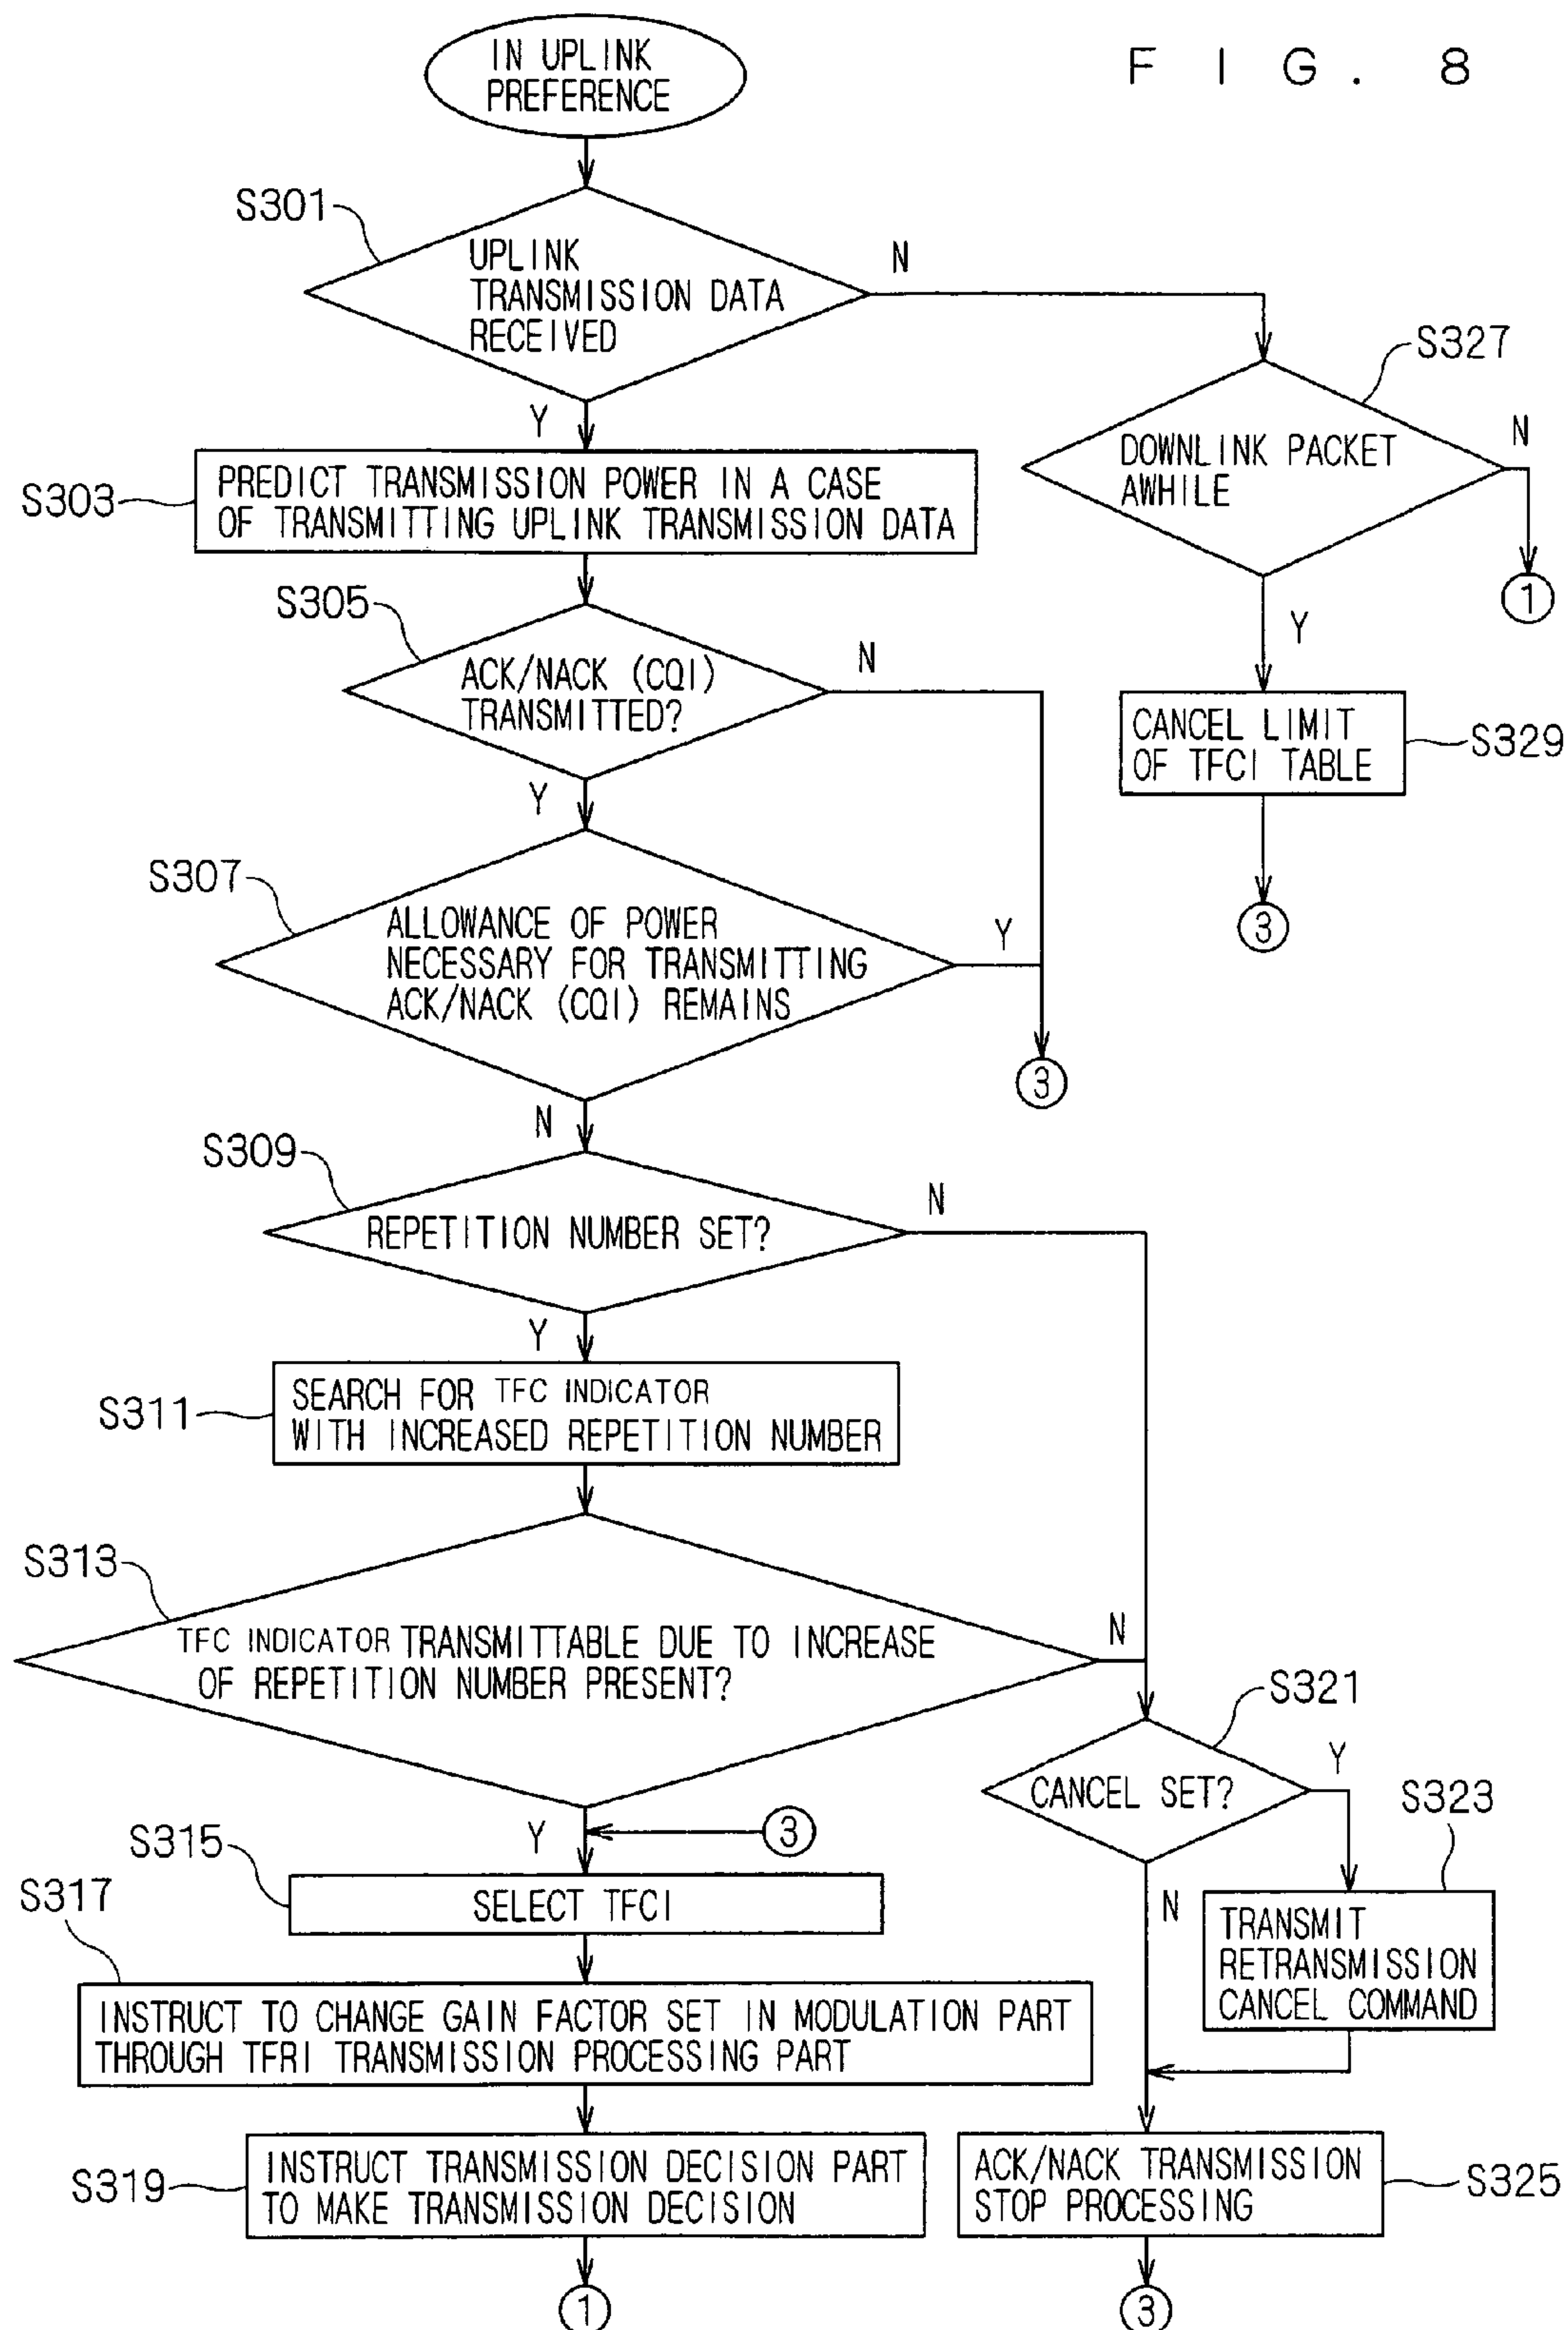 FIG. 8
IN UPLINK
PREFERENCE
S301
UPLINK
TRANSMISSION DATA
RECEIVED
N
Y
S327
DOWNLINK PACKET
AWHILE
N
1
Y
S303
PREDICT TRANSMISSION POWER IN A CASE
OF TRANSMITTING UPLINK TRANSMISSION DATA
S305
ACK/NACK (CQI)
TRANSMITTED?
N
Y
CANCEL LIMIT
OF TFCI TABLE
S329
3
S307
ALLOWANCE OF POWER
NECESSARY FOR TRANSMITTING
ACK/NACK (CQI) REMAINS
Y
3
N
S309
REPETITION NUMBER SET?
N
Y
S311
SEARCH FOR TFC INDICATOR
WITH INCREASED REPETITION NUMBER
S313
TFC INDICATOR TRANSMITTABLE DUE TO INCREASE
OF REPETITION NUMBER PRESENT?
N
Y
3
S321
CANCEL SET?
Y
N
S323
TRANSMIT
RETRANSMISSION
CANCEL COMMAND
S315
SELECT TFCI
S317
INSTRUCT TO CHANGE GAIN FACTOR SET IN MODULATION PART
THROUGH TFRI TRANSMISSION PROCESSING PART
S319
INSTRUCT TRANSMISSION DECISION PART
TO MAKE TRANSMISSION DECISION
1
ACK/NACK TRANSMISSION
STOP PROCESSING
S325
3